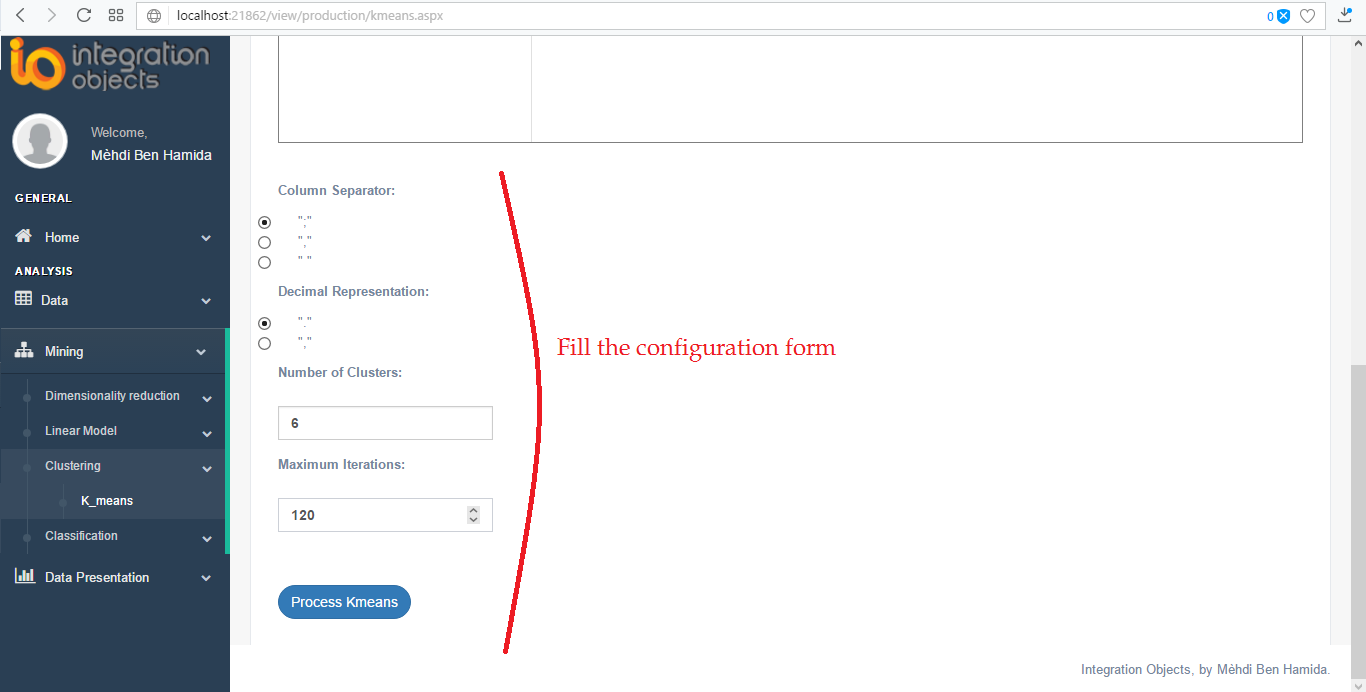 localhost:21862/view/production/kmeans.aspx
0
integration
objects
Welcome,
Mèhdi Ben Hamida
GENERAL
Home
ANALYSIS
Data
Mining
Dimensionality reduction
Linear Model
Clustering
K_means
Classification
Data Presentation
Column Separator:
";"
","
" "
Decimal Representation:
"."
","
Number of Clusters:
6
Maximum Iterations:
120
Process Kmeans
Fill the configuration form
Integration Objects, by Mèhdi Ben Hamida.